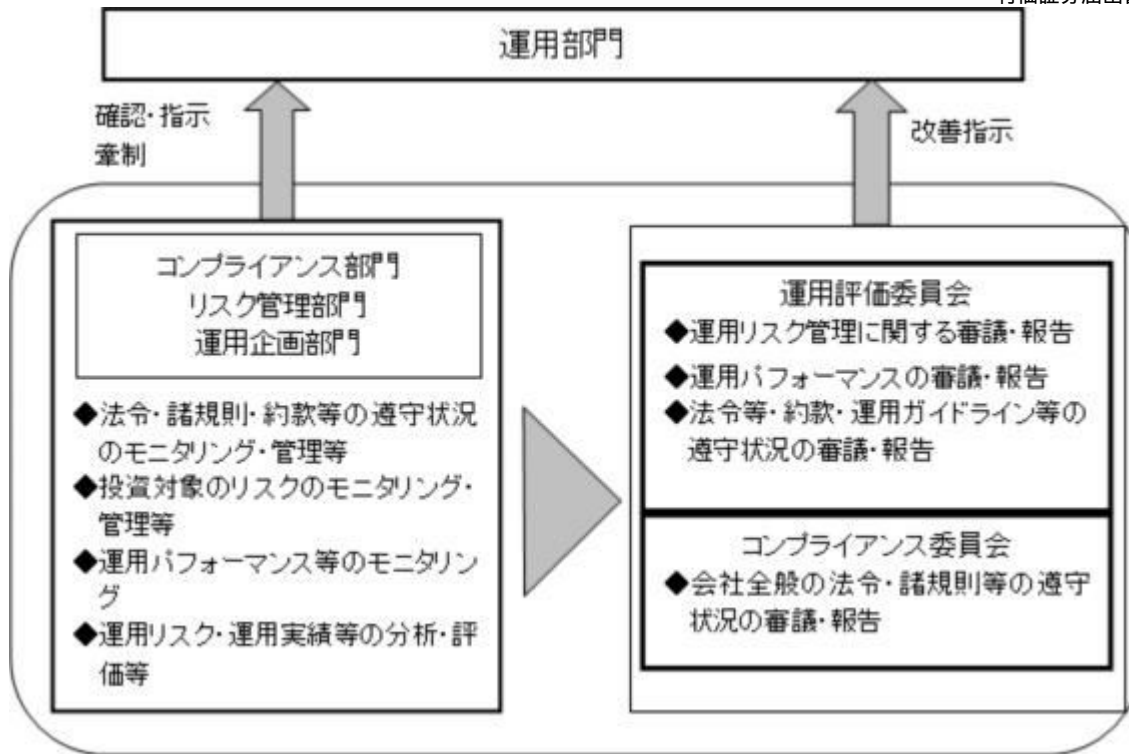 運用部門
確認・指示
牽制
改善指示
コンプライアンス部門
リスク管理部門
運用企画部門
◆法令・諸規則・約款等の遵守状況
のモニタリング・管理等
◆投資対象のリスクのモニタリング・
管理等
◆運用パフォーマンス等のモニタリン
グ
◆運用リスク・運用実績等の分析・評
価等
運用評価委員会
◆運用リスク管理に関する審議・報告
◆運用パフォーマンスの審議・報告
◆法令等・約款・運用ガイドライン等の
遵守状況の審議・報告
コンプライアンス委員会
◆会社全般の法令・諸規則等の遵守
状況の審議・報告